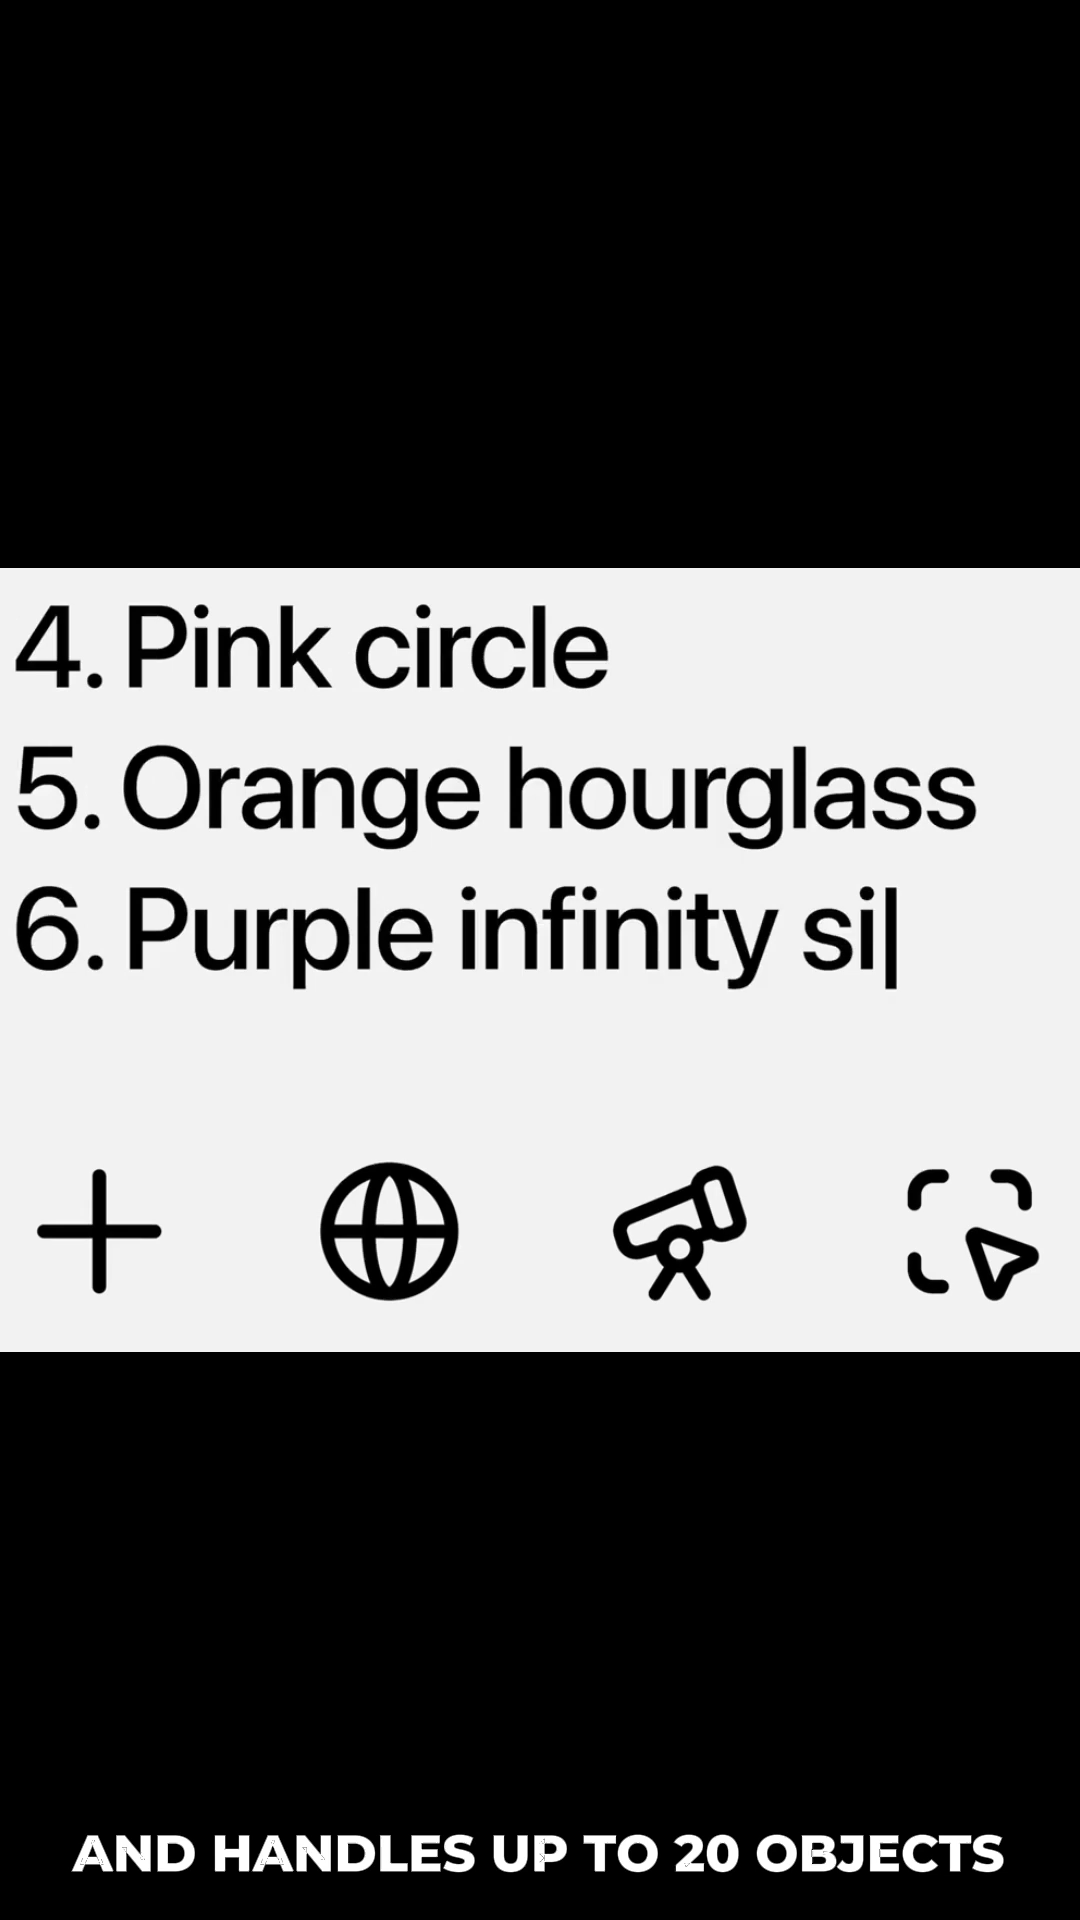 4. Pink circle
5. Orange hourglass
6. Purple infinity si
AND HANDLES UP TO 20 OBJECTS